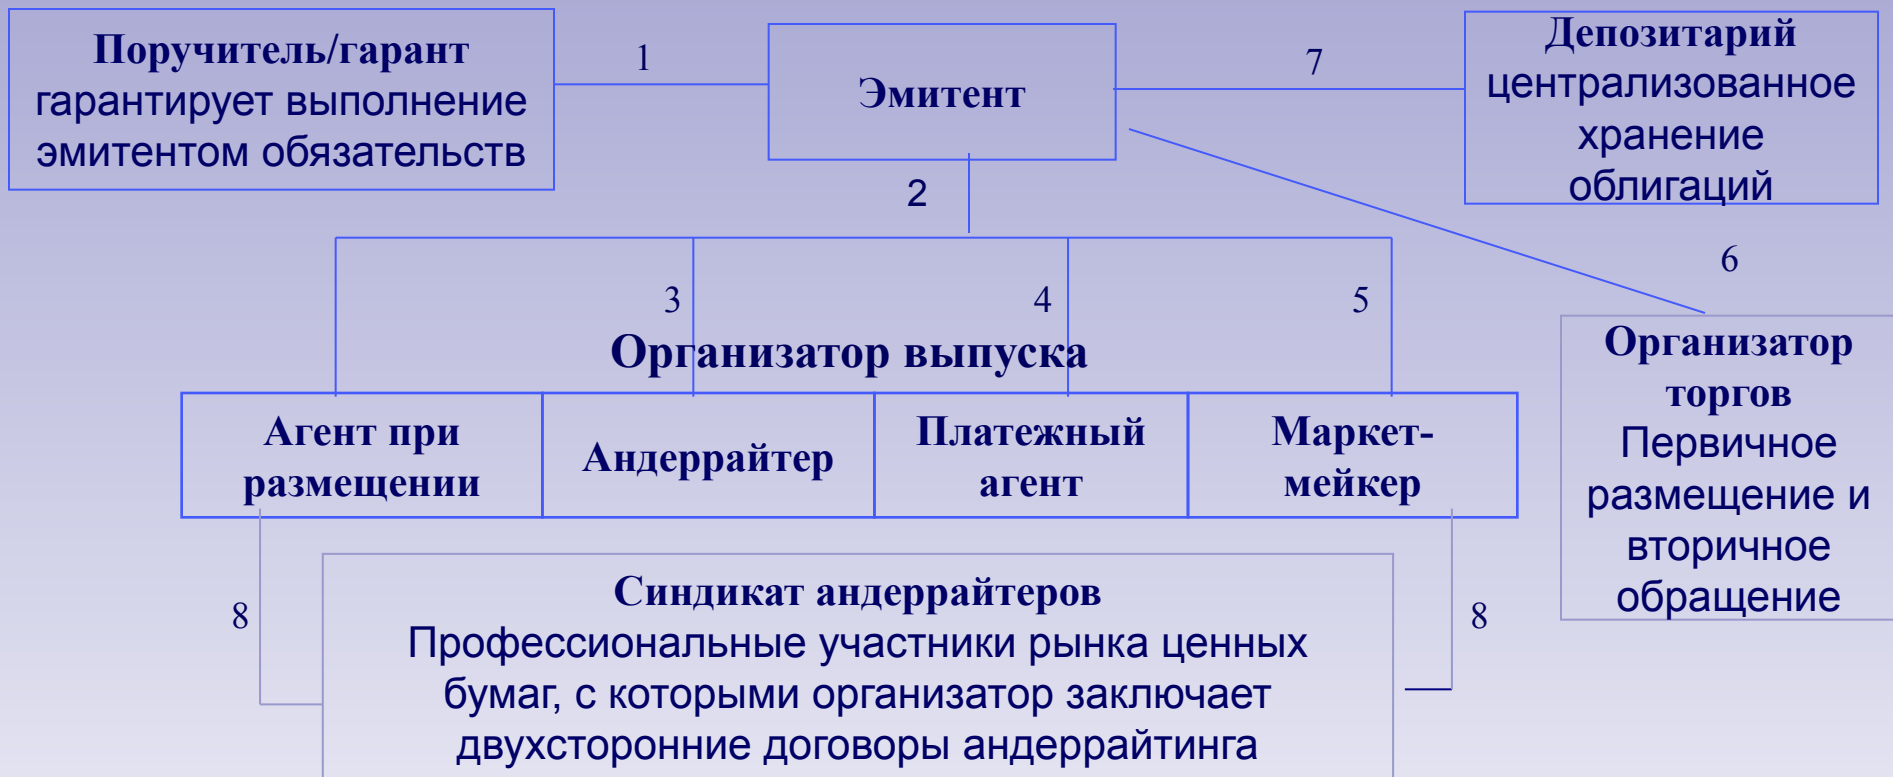 Поручитель/гарант
гарантирует выполнение
эмитентом обязательств
1
Эмитент
7
Депозитарий
централизованное
хранение
облигаций
2
6
3
4
5
Организатор выпуска
Агент при
размещении
Андеррайтер
Платежный
агент
Маркет-
мейкер
Организатор
торгов
Первичное
размещение и
вторичное
обращение
8
Синдикат андеррайтеров
Профессиональные участники рынка ценных
бумаг, с которыми организатор заключает
двухсторонние договоры андеррайтинга
8